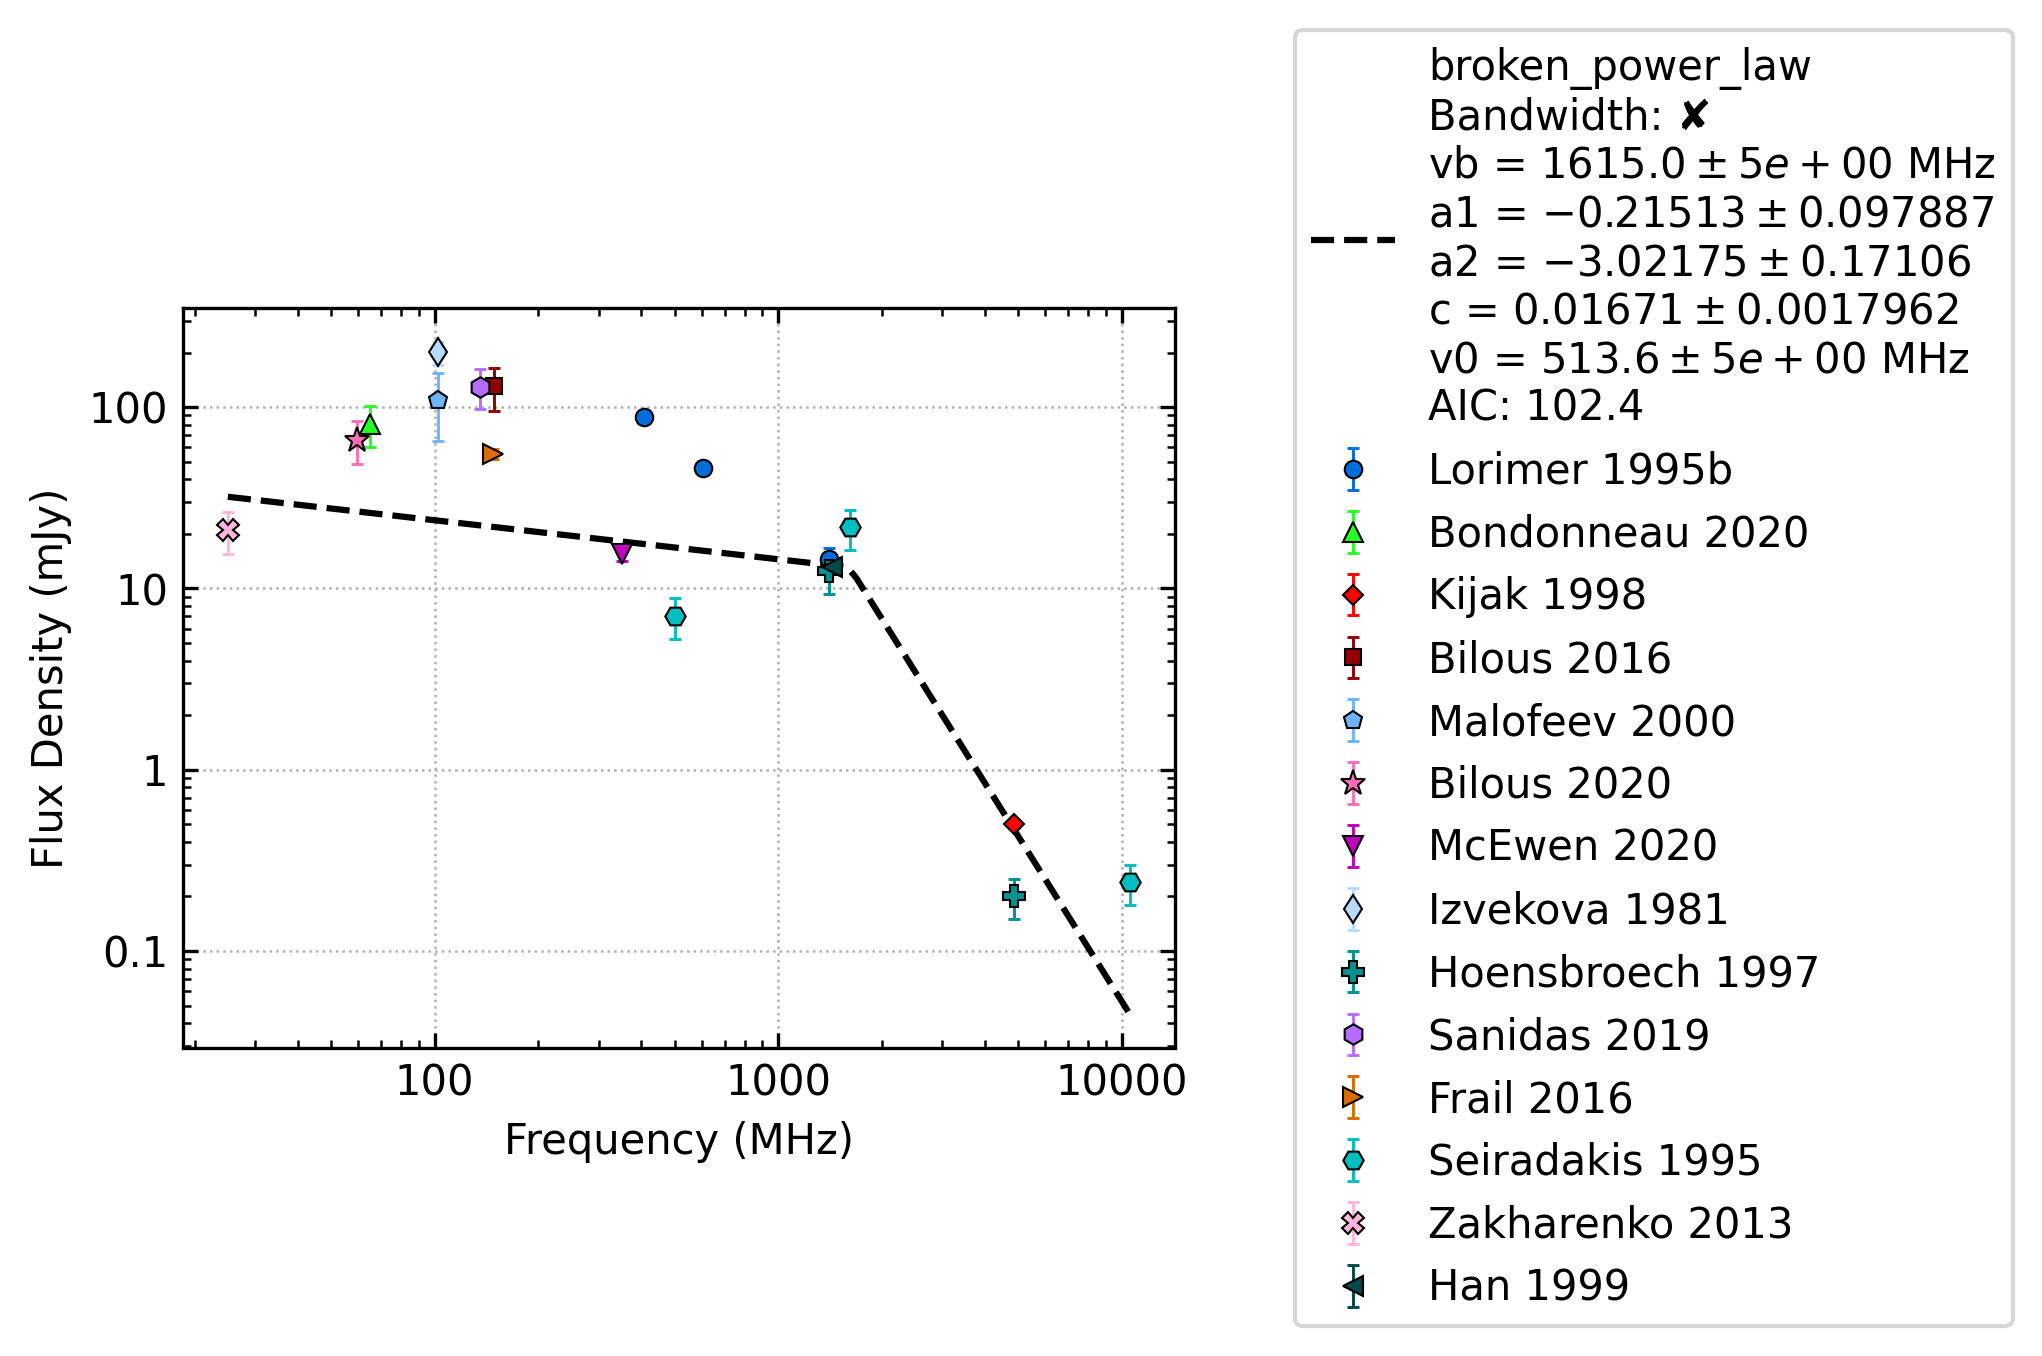 broken_power_law
Bandwidth: ✘
vb = 1615.0 ± 5e + 00 MHz
a1 = −0.21513 ± 0.097887
a2 = −3.02175 ± 0.17106
c = 0.01671 ± 0.0017962
v0 = 513.6 ± 5e + 00 MHz
AIC: 102.4
Lorimer 1995b
Bondonneau 2020
Kijak 1998
Bilous 2016
Malofeev 2000
Bilous 2020
McEwen 2020
Izvekova 1981
Hoensbroech 1997
Sanidas 2019
Frail 2016
Seiradakis 1995
Zakharenko 2013
Han 1999
Flux Density (mJy)
100
10
1
0.1
100 1000 10000
Frequency (MHz)